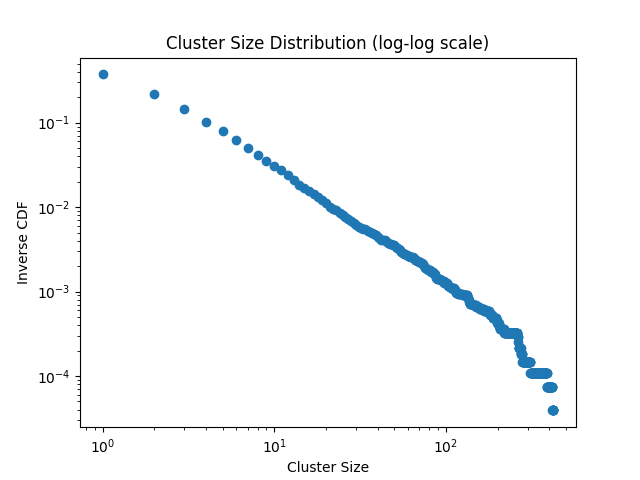 Cluster Size Distribution (log-log scale)
Inverse CDF
10⁻¹
10⁻²
10⁻³
10⁻⁴
10⁰ 10¹ 10²
Cluster Size